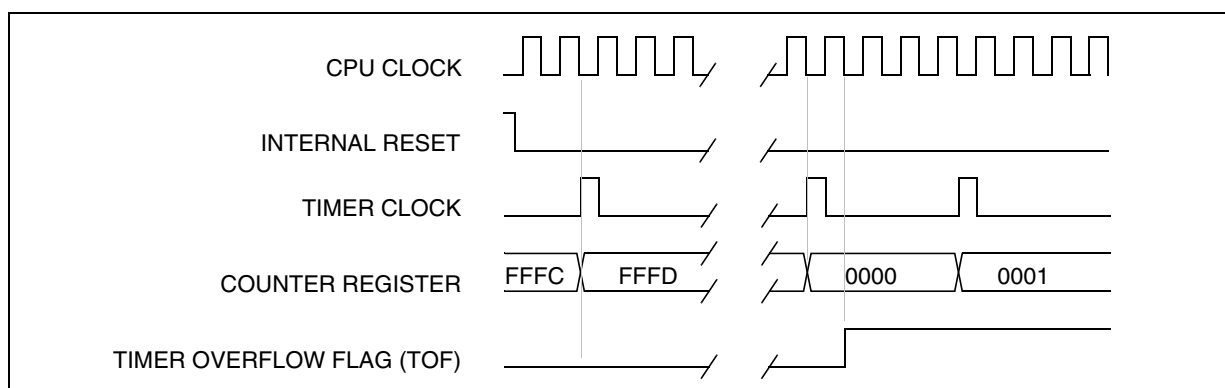 CPU CLOCK
INTERNAL RESET
TIMER CLOCK
COUNTER REGISTER
FFFC
FFFD
0000
0001
TIMER OVERFLOW FLAG (TOF)